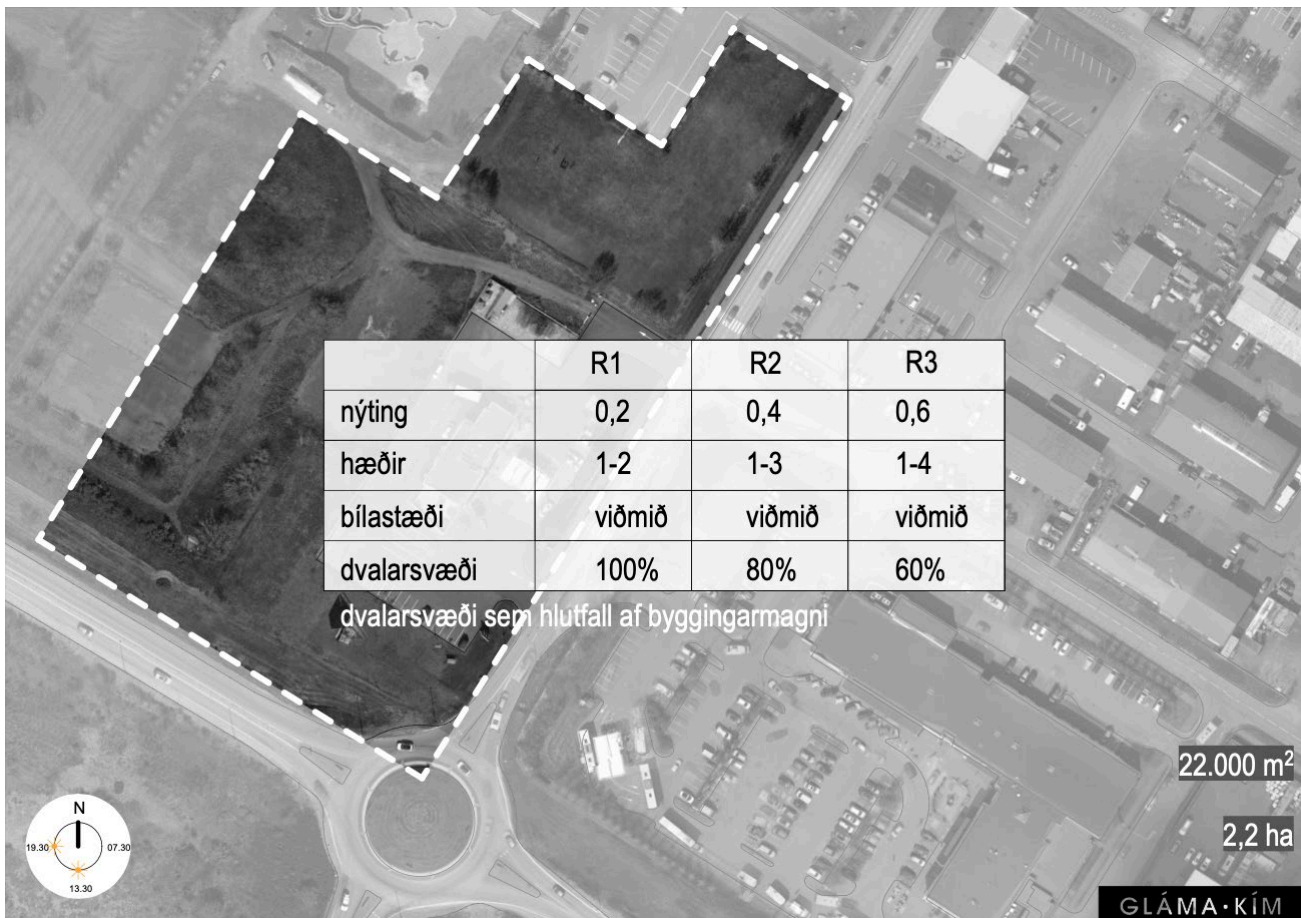 R1 R2 R3
nýting 0,2 0,4 0,6
hæðir 1-2 1-3 1-4
bílastæði viðmið viðmið viðmið
dvalarsvæði 100% 80% 60%
dvalarsvæði sem hlutfall af byggingarmagni
22.000 m²
2,2 ha
N
19.30 07.30
13.30
GLÁMA•KÍM